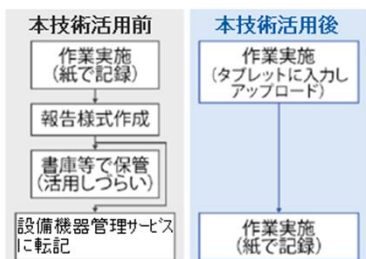 本技術活用前
作業実施
(紙で記録)
報告様式作成
書庫等で保管
(活用しづらい)
設備機器管理サービス
に転記
本技術活用後
作業実施
(タブレットに入力し
アップロード)
作業実施
(紙で記録)